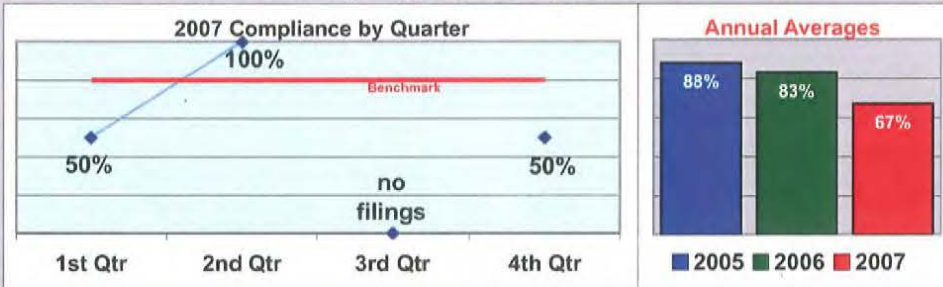 2007 Compliance by Quarter
100%
Benchmark
50%
50%
no
filings
1st Qtr 2nd Qtr 3rd Qtr 4th Qtr
Annual Averages
88%
83%
67%
2005 2006 2007